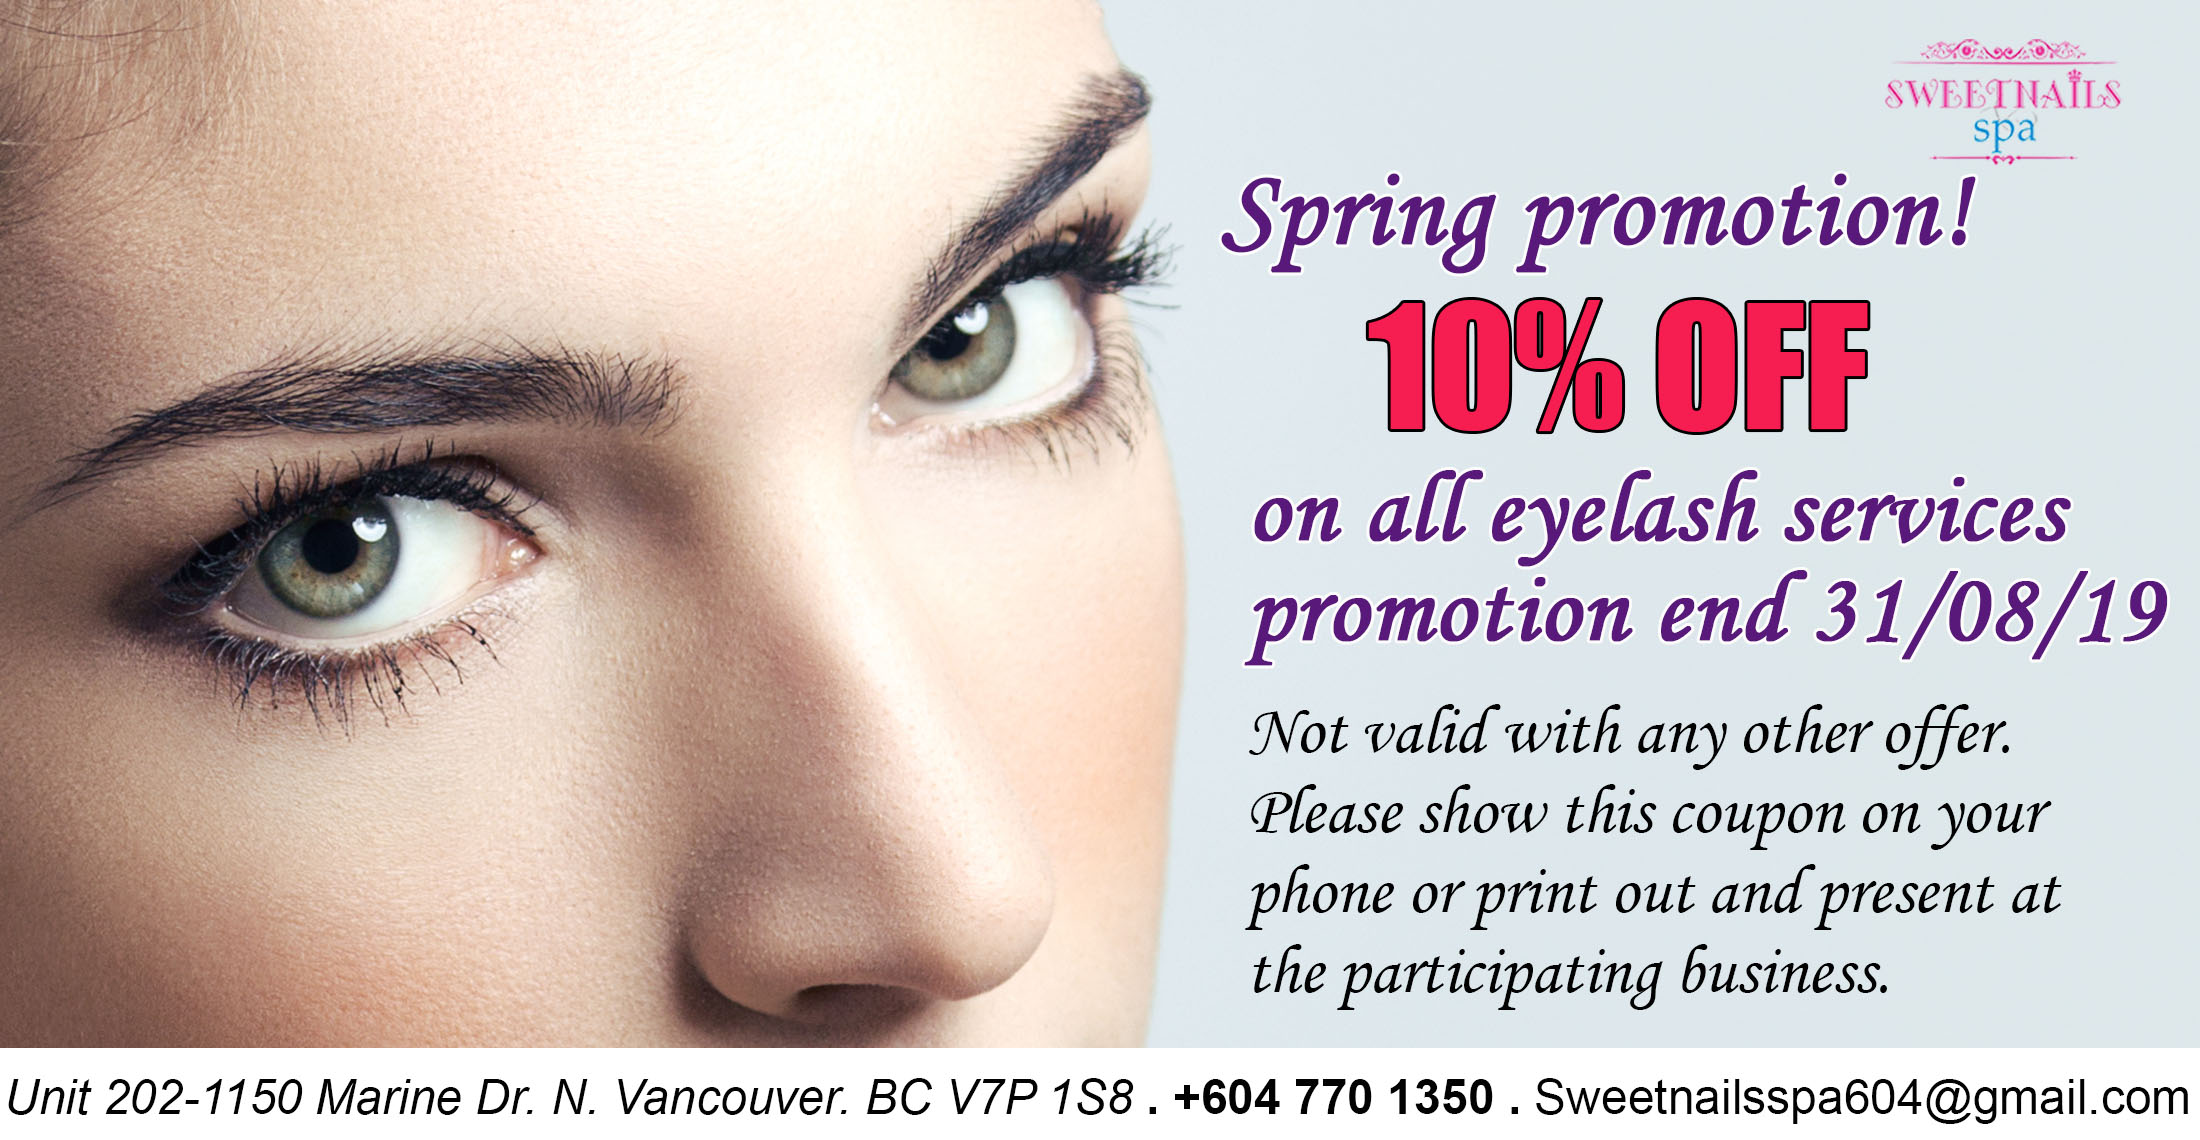 SWEETNAILS
spa
Spring promotion!
10% OFF
on all eyelash services
promotion end 31/08/19
Not valid with any other offer.
Please show this coupon on your
phone or print out and present at
the participating business.
Unit 202-1150 Marine Dr. N. Vancouver. BC V7P 1S8 . +604 770 1350 . Sweetnailsspa604@gmail.com